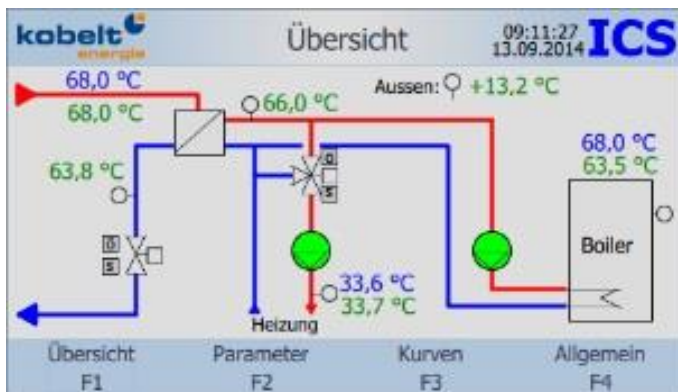 kobelt
energie
Übersicht
09:11:27
13.09.2014
ICS
68,0 °C
68,0 °C
66,0 °C
Aussen: +13,2 °C
63,8 °C
68,0 °C
63,5 °C
Ö
S
Ö
S
Boiler
33,6 °C
33,7 °C
Heizung
Übersicht Parameter Kurven Allgemein
F1 F2 F3 F4